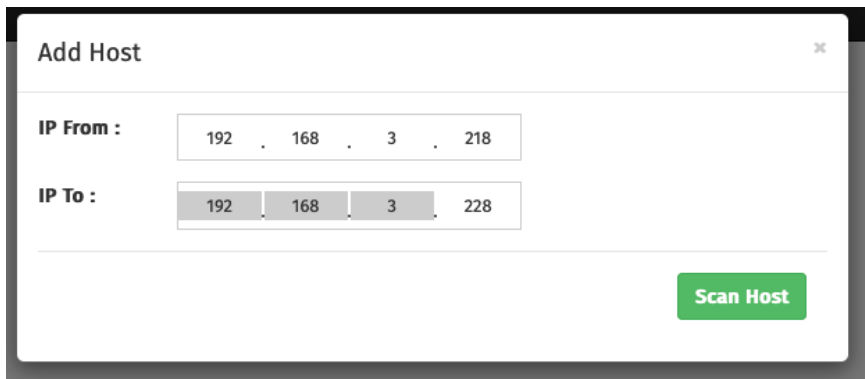 Add Host ×
IP From : 192 . 168 . 3 . 218
IP To : 192 . 168 . 3 . 228
Scan Host